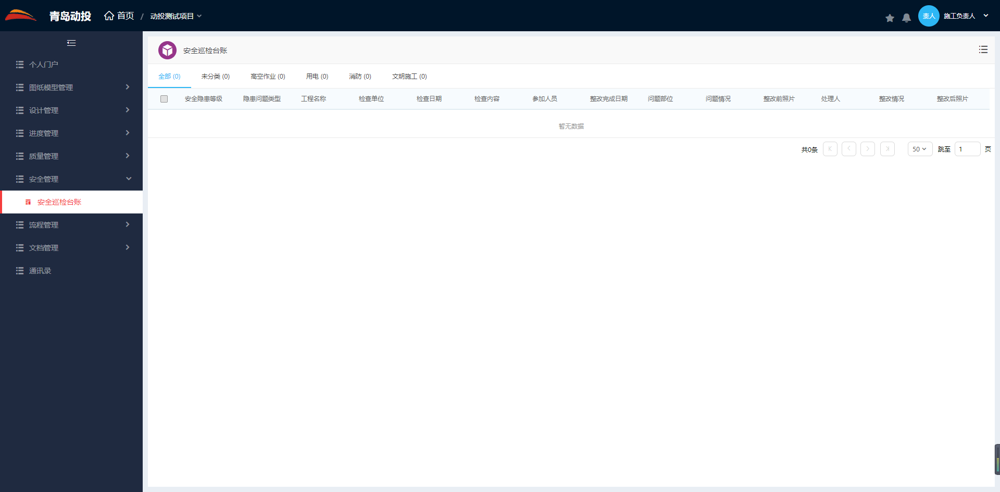 青岛动投 首页 / 动投测试项目
责人 施工负责人
个人门户
图纸模型管理
设计管理
进度管理
质量管理
安全管理
安全巡检台账
流程管理
文档管理
通讯录
安全巡检台账
全部 (0) 未分类 (0) 高空作业 (0) 用电 (0) 消防 (0) 文明施工 (0)
安全隐患等级 隐患问题类型 工程名称 检查单位 检查日期 检查内容 参加人员 整改完成日期 问题部位 问题情况 整改前照片 处理人 整改情况 整改后照片
暂无数据
共0条 50 跳至 1 页